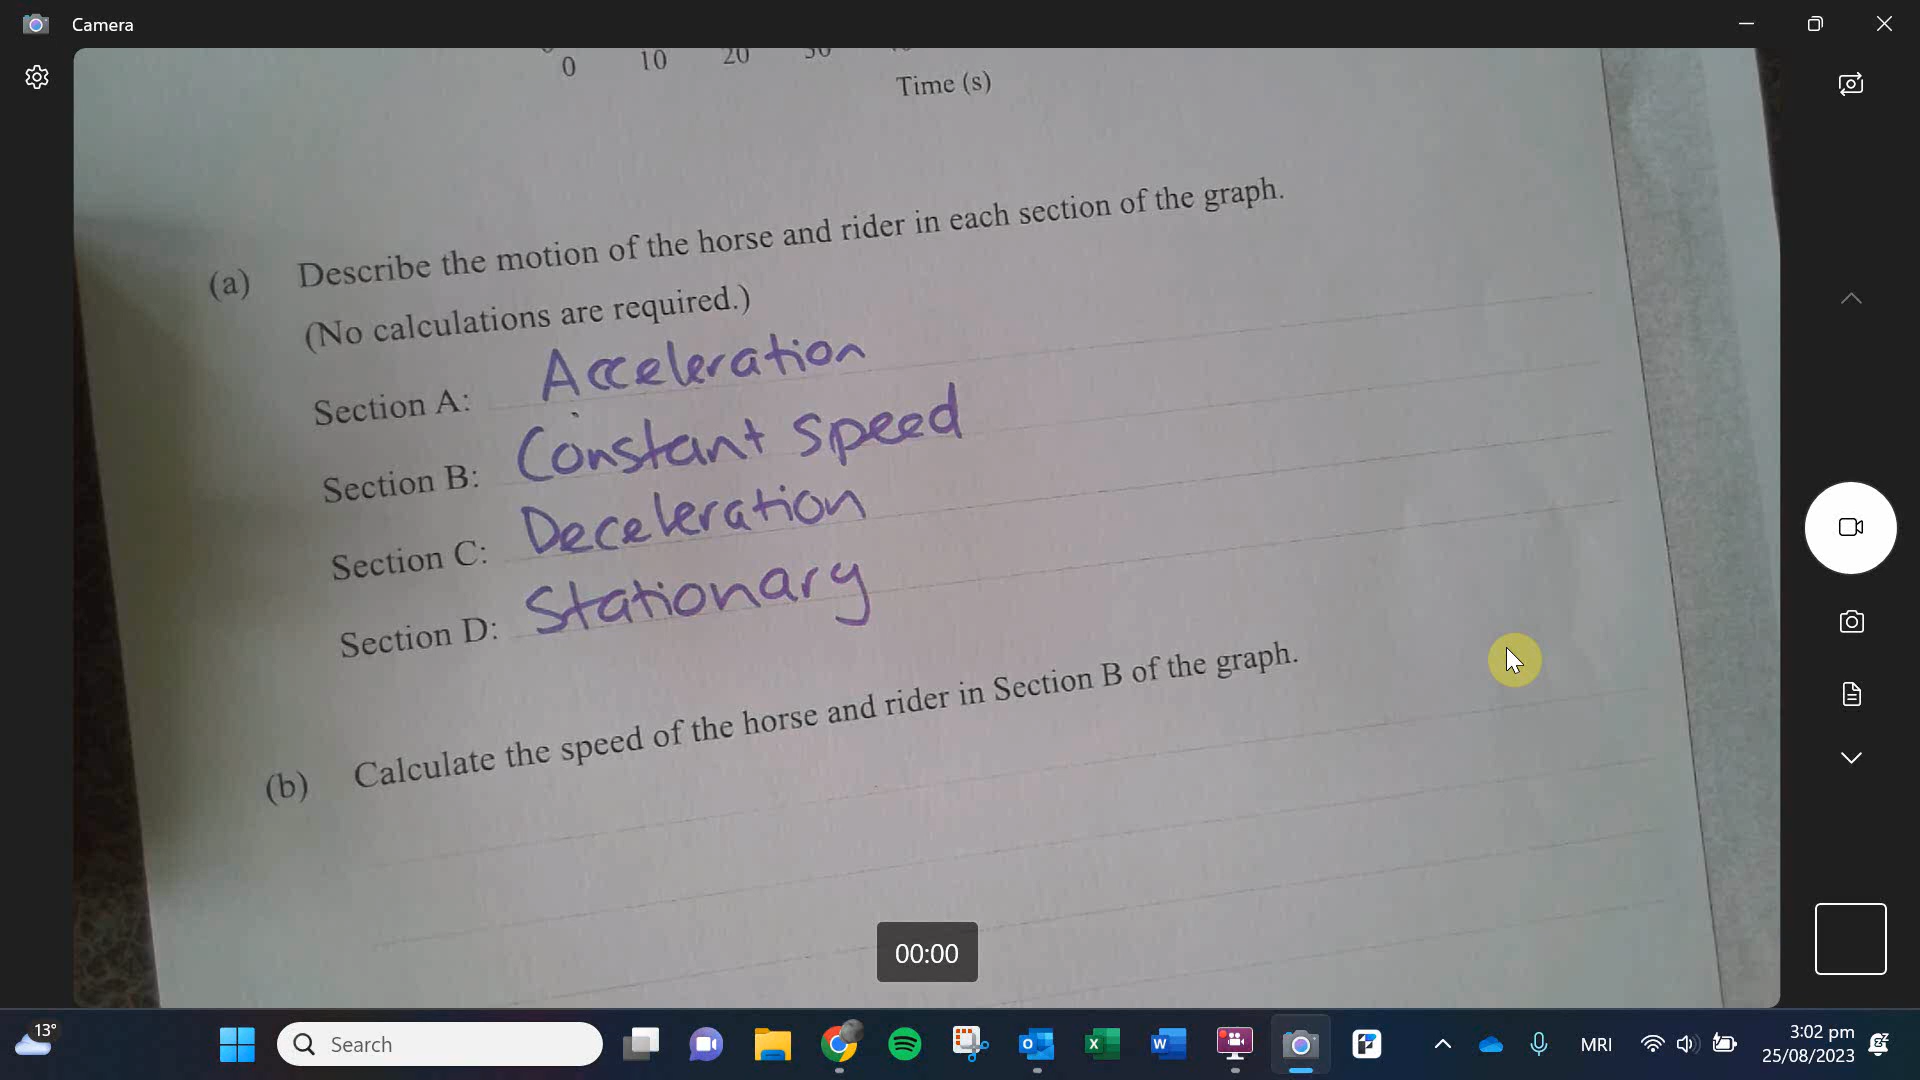 Camera
0 10 20 30
Time (s)
(a) Describe the motion of the horse and rider in each section of the graph.
(No calculations are required.)
Section A: Acceleration
Section B: Constant speed
Section C: Deceleration
Section D: Stationary
(b) Calculate the speed of the horse and rider in Section B of the graph.
00:00
13°
Search
MRI
3:02 pm
25/08/2023